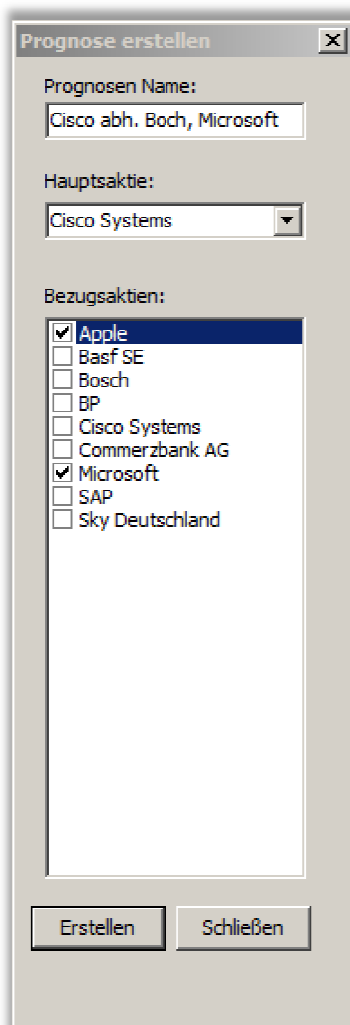 Prognose erstellen
Prognosen Name:
Cisco abh. Boch, Microsoft
Hauptsaktie:
Cisco Systems
Bezugsaktien:
Apple
Basf SE
Bosch
BP
Cisco Systems
Commerzbank AG
Microsoft
SAP
Sky Deutschland
Erstellen Schließen